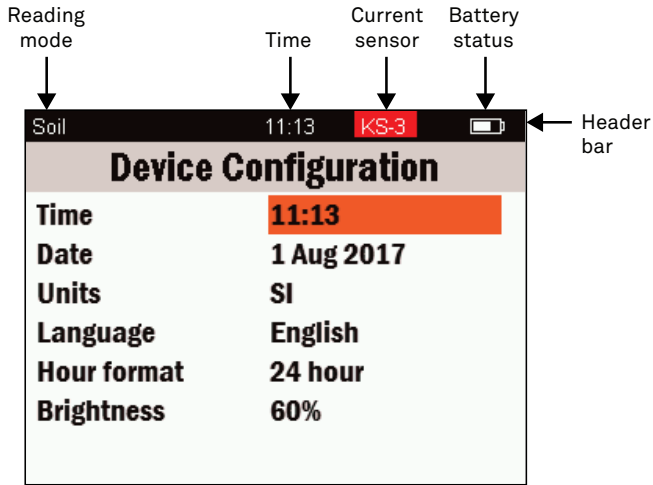 Reading mode
Time
Current sensor
Battery status
Soil 11:13 KS-3
Header bar
Device Configuration
Time 11:13
Date 1 Aug 2017
Units SI
Language English
Hour format 24 hour
Brightness 60%